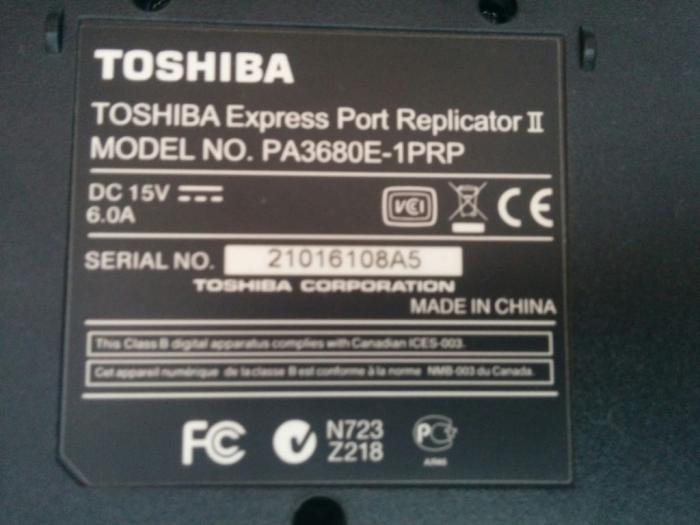 TOSHIBA
TOSHIBA Express Port Replicator II
MODEL NO. PA3680E-1PRP
DC 15V
6.0A
VCI
CE
SERIAL NO. 21016108A5
TOSHIBA CORPORATION
MADE IN CHINA
This Class B digital apparatus complies with Canadian ICES-003.
Cet appareil numérique de la classe B est conforme à la norme NMB-003 du Canada.
FC
N723
Z218